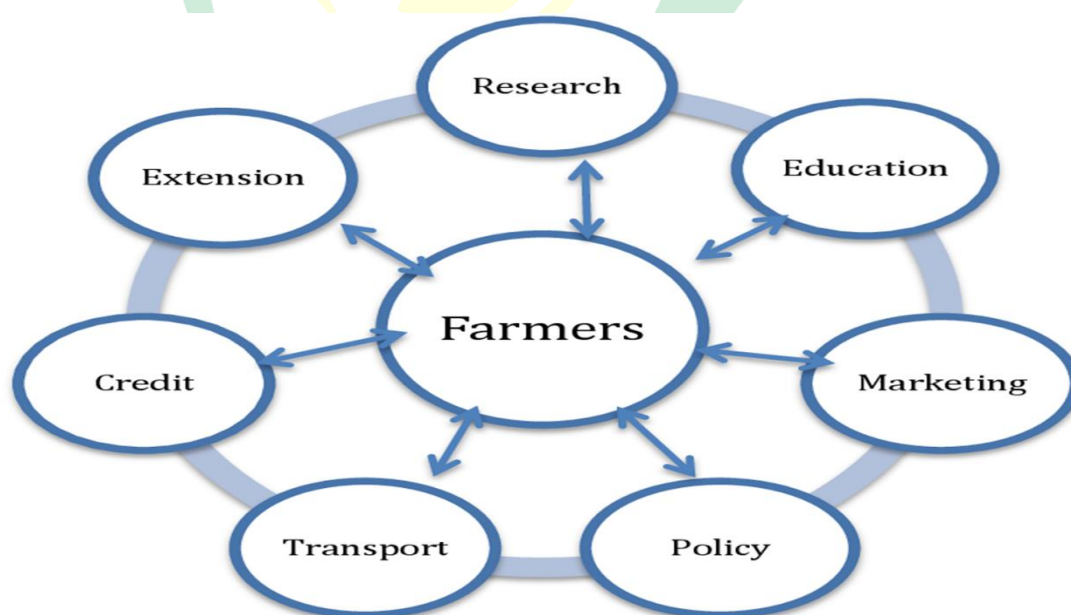 Research
Extension
Education
Farmers
Credit
Marketing
Transport
Policy